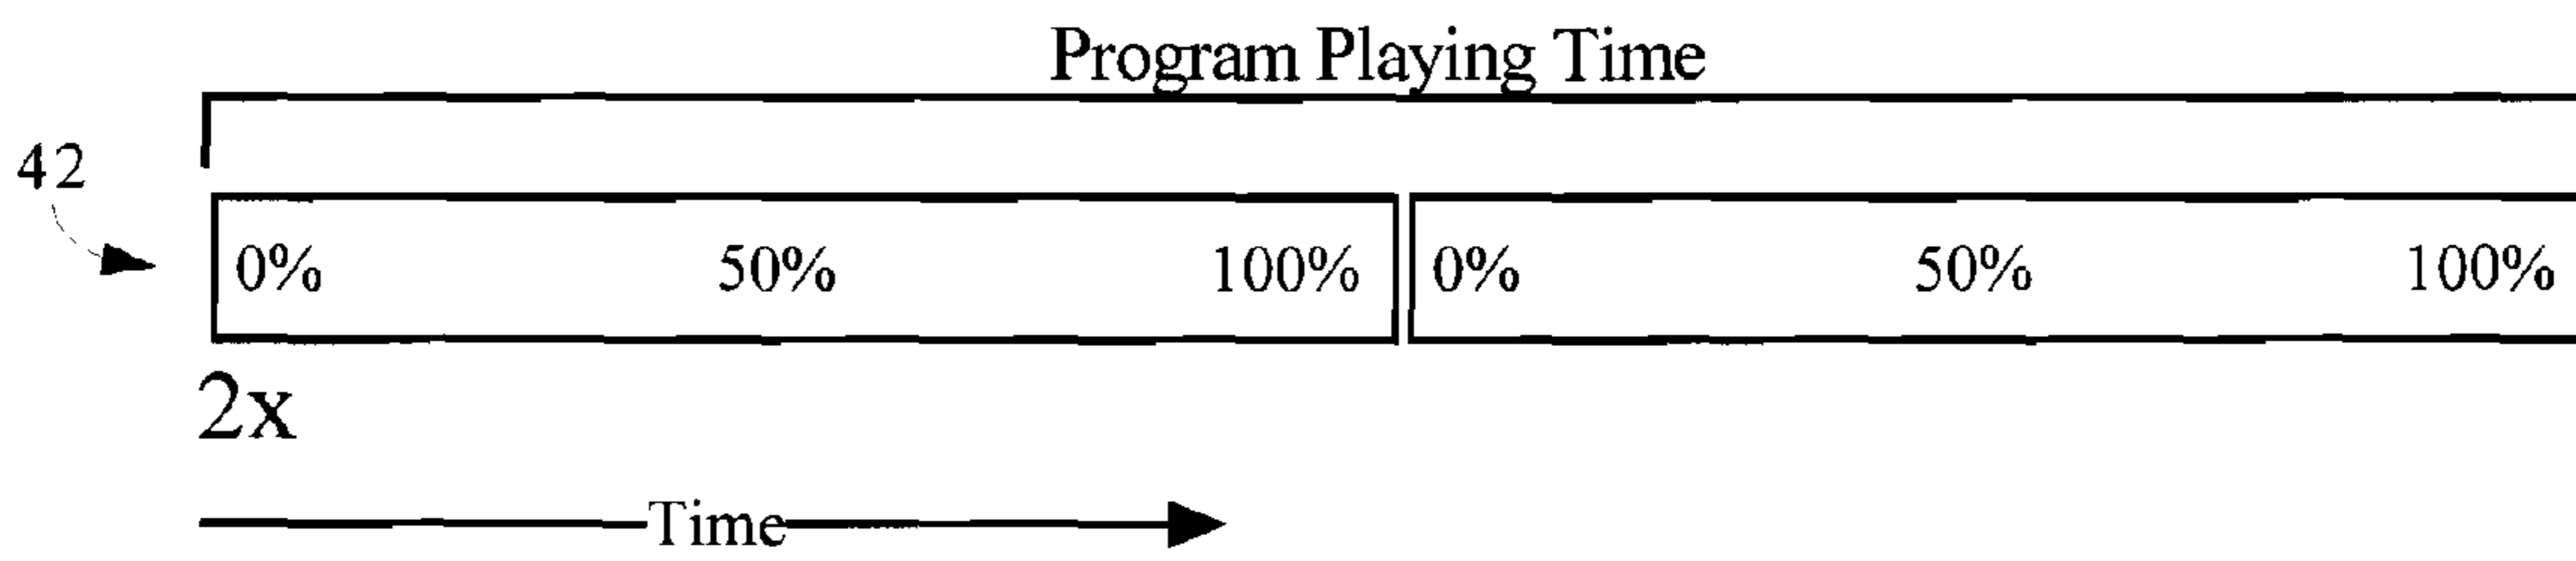 Program Playing Time
42
0% 50% 100% 0% 50% 100%
2x
Time